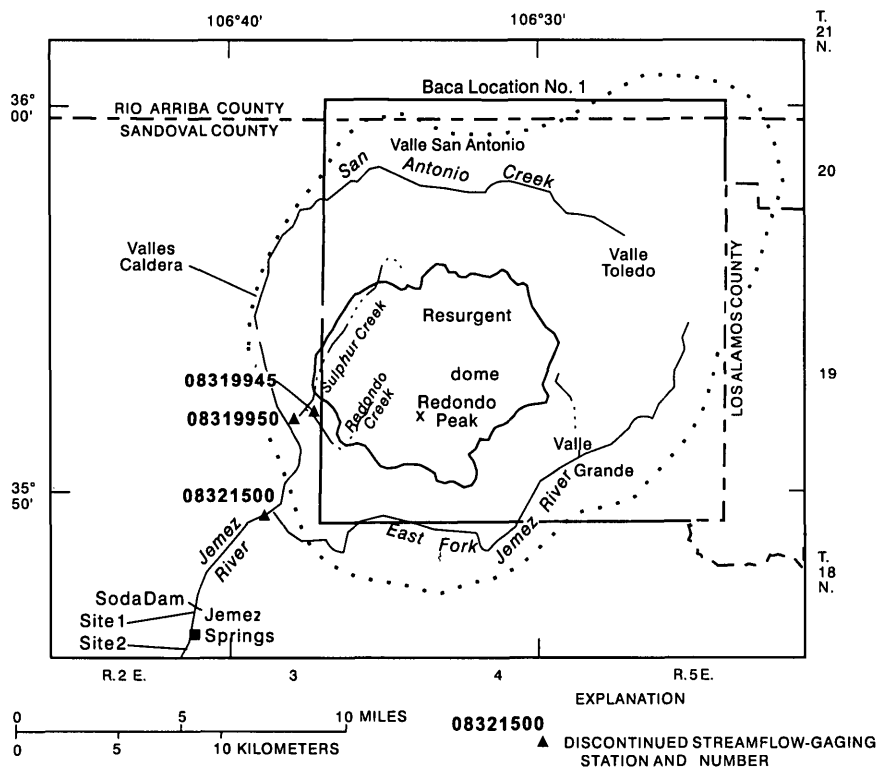 106°40'
106°30'
T.
21
N.
Baca Location No. 1
36°
00'
RIO ARRIBA COUNTY
SANDOVAL COUNTY
Valle San Antonio
San Antonio Creek
20
Valles
Caldera
Valle
Toledo
LOS ALAMOS COUNTY
Resurgent
dome
Sulphur Creek
08319945
19
Redondo
Creek
Redondo
x Peak
08319950
Valle
Grande
35°
50'
08321500
East Fork Jemez River
Jemez
River
T.
18
N.
SodaDam
Site1
Jemez
Springs
Site2
R.2 E.
3
4
R.5E.
EXPLANATION
0 5 10 MILES
0 5 10 KILOMETERS
08321500
▲ DISCONTINUED STREAMFLOW-GAGING
STATION AND NUMBER